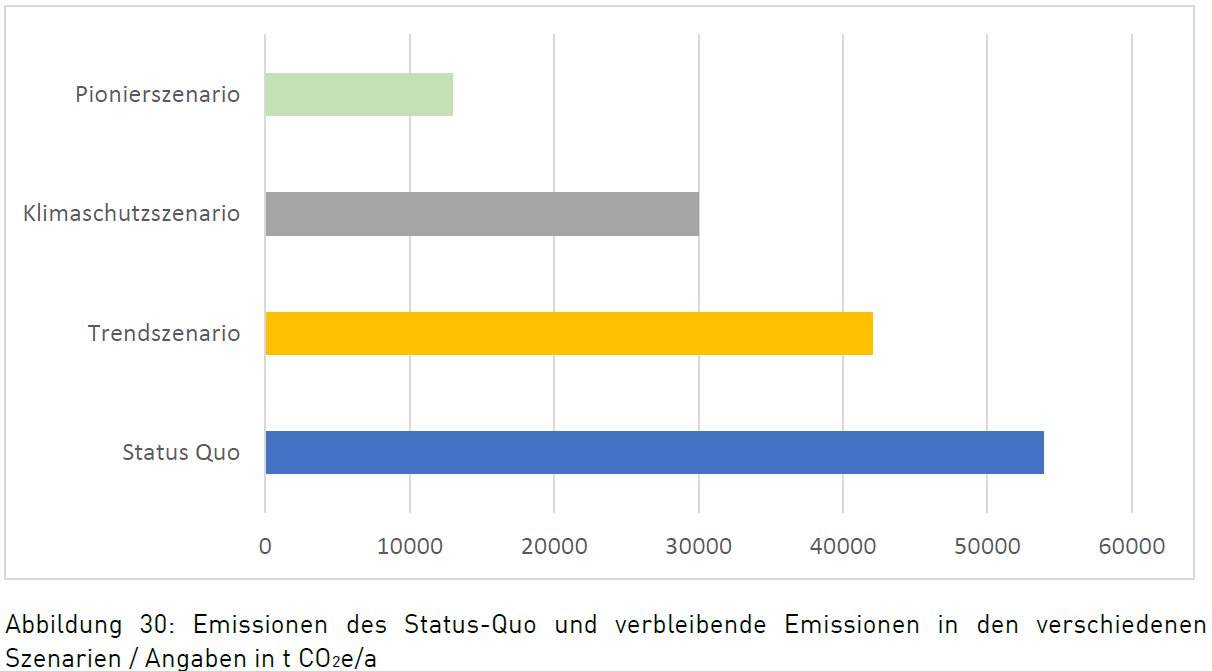 Pionierszenario
Klimaschutzszenario
Trendszenario
Status Quo
0 10000 20000 30000 40000 50000 60000
Abbildung 30: Emissionen des Status-Quo und verbleibende Emissionen in den verschiedenen
Szenarien / Angaben in t CO₂e/a